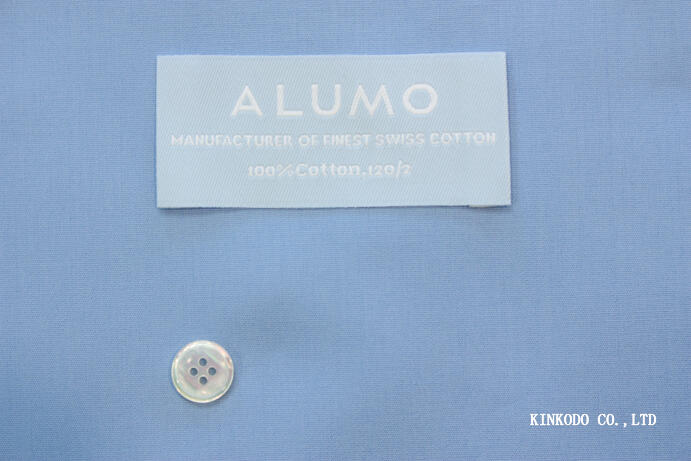 ALUMO
MANUFACTURER OF FINEST SWISS COTTON
100%Cotton.120/2
KINKODO CO.,LTD